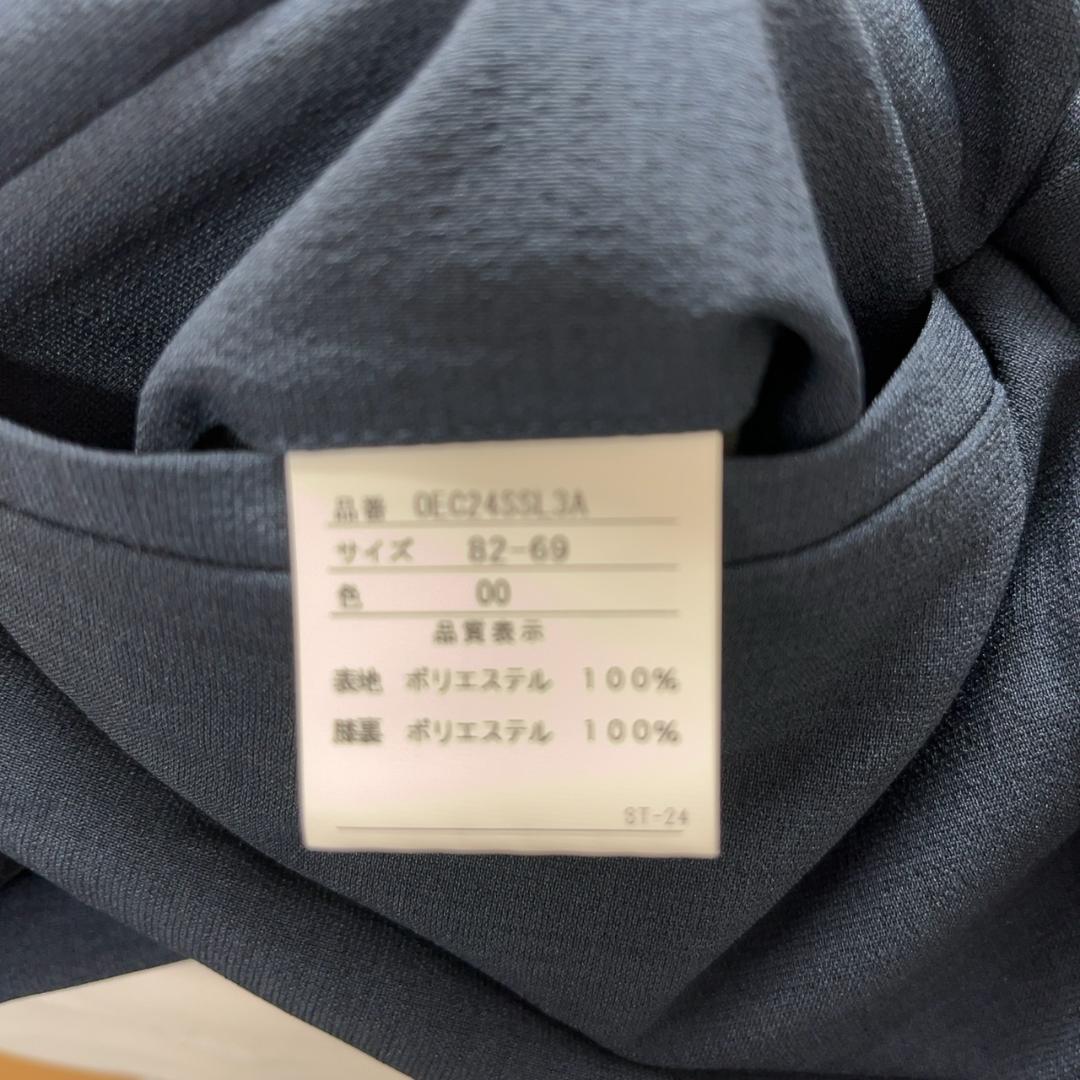 品番 0EC24SSL3A
サイズ 82-69
色 00
品質表示
表地 ポリエステル 100%
膝裏 ポリエステル 100%
ST-24